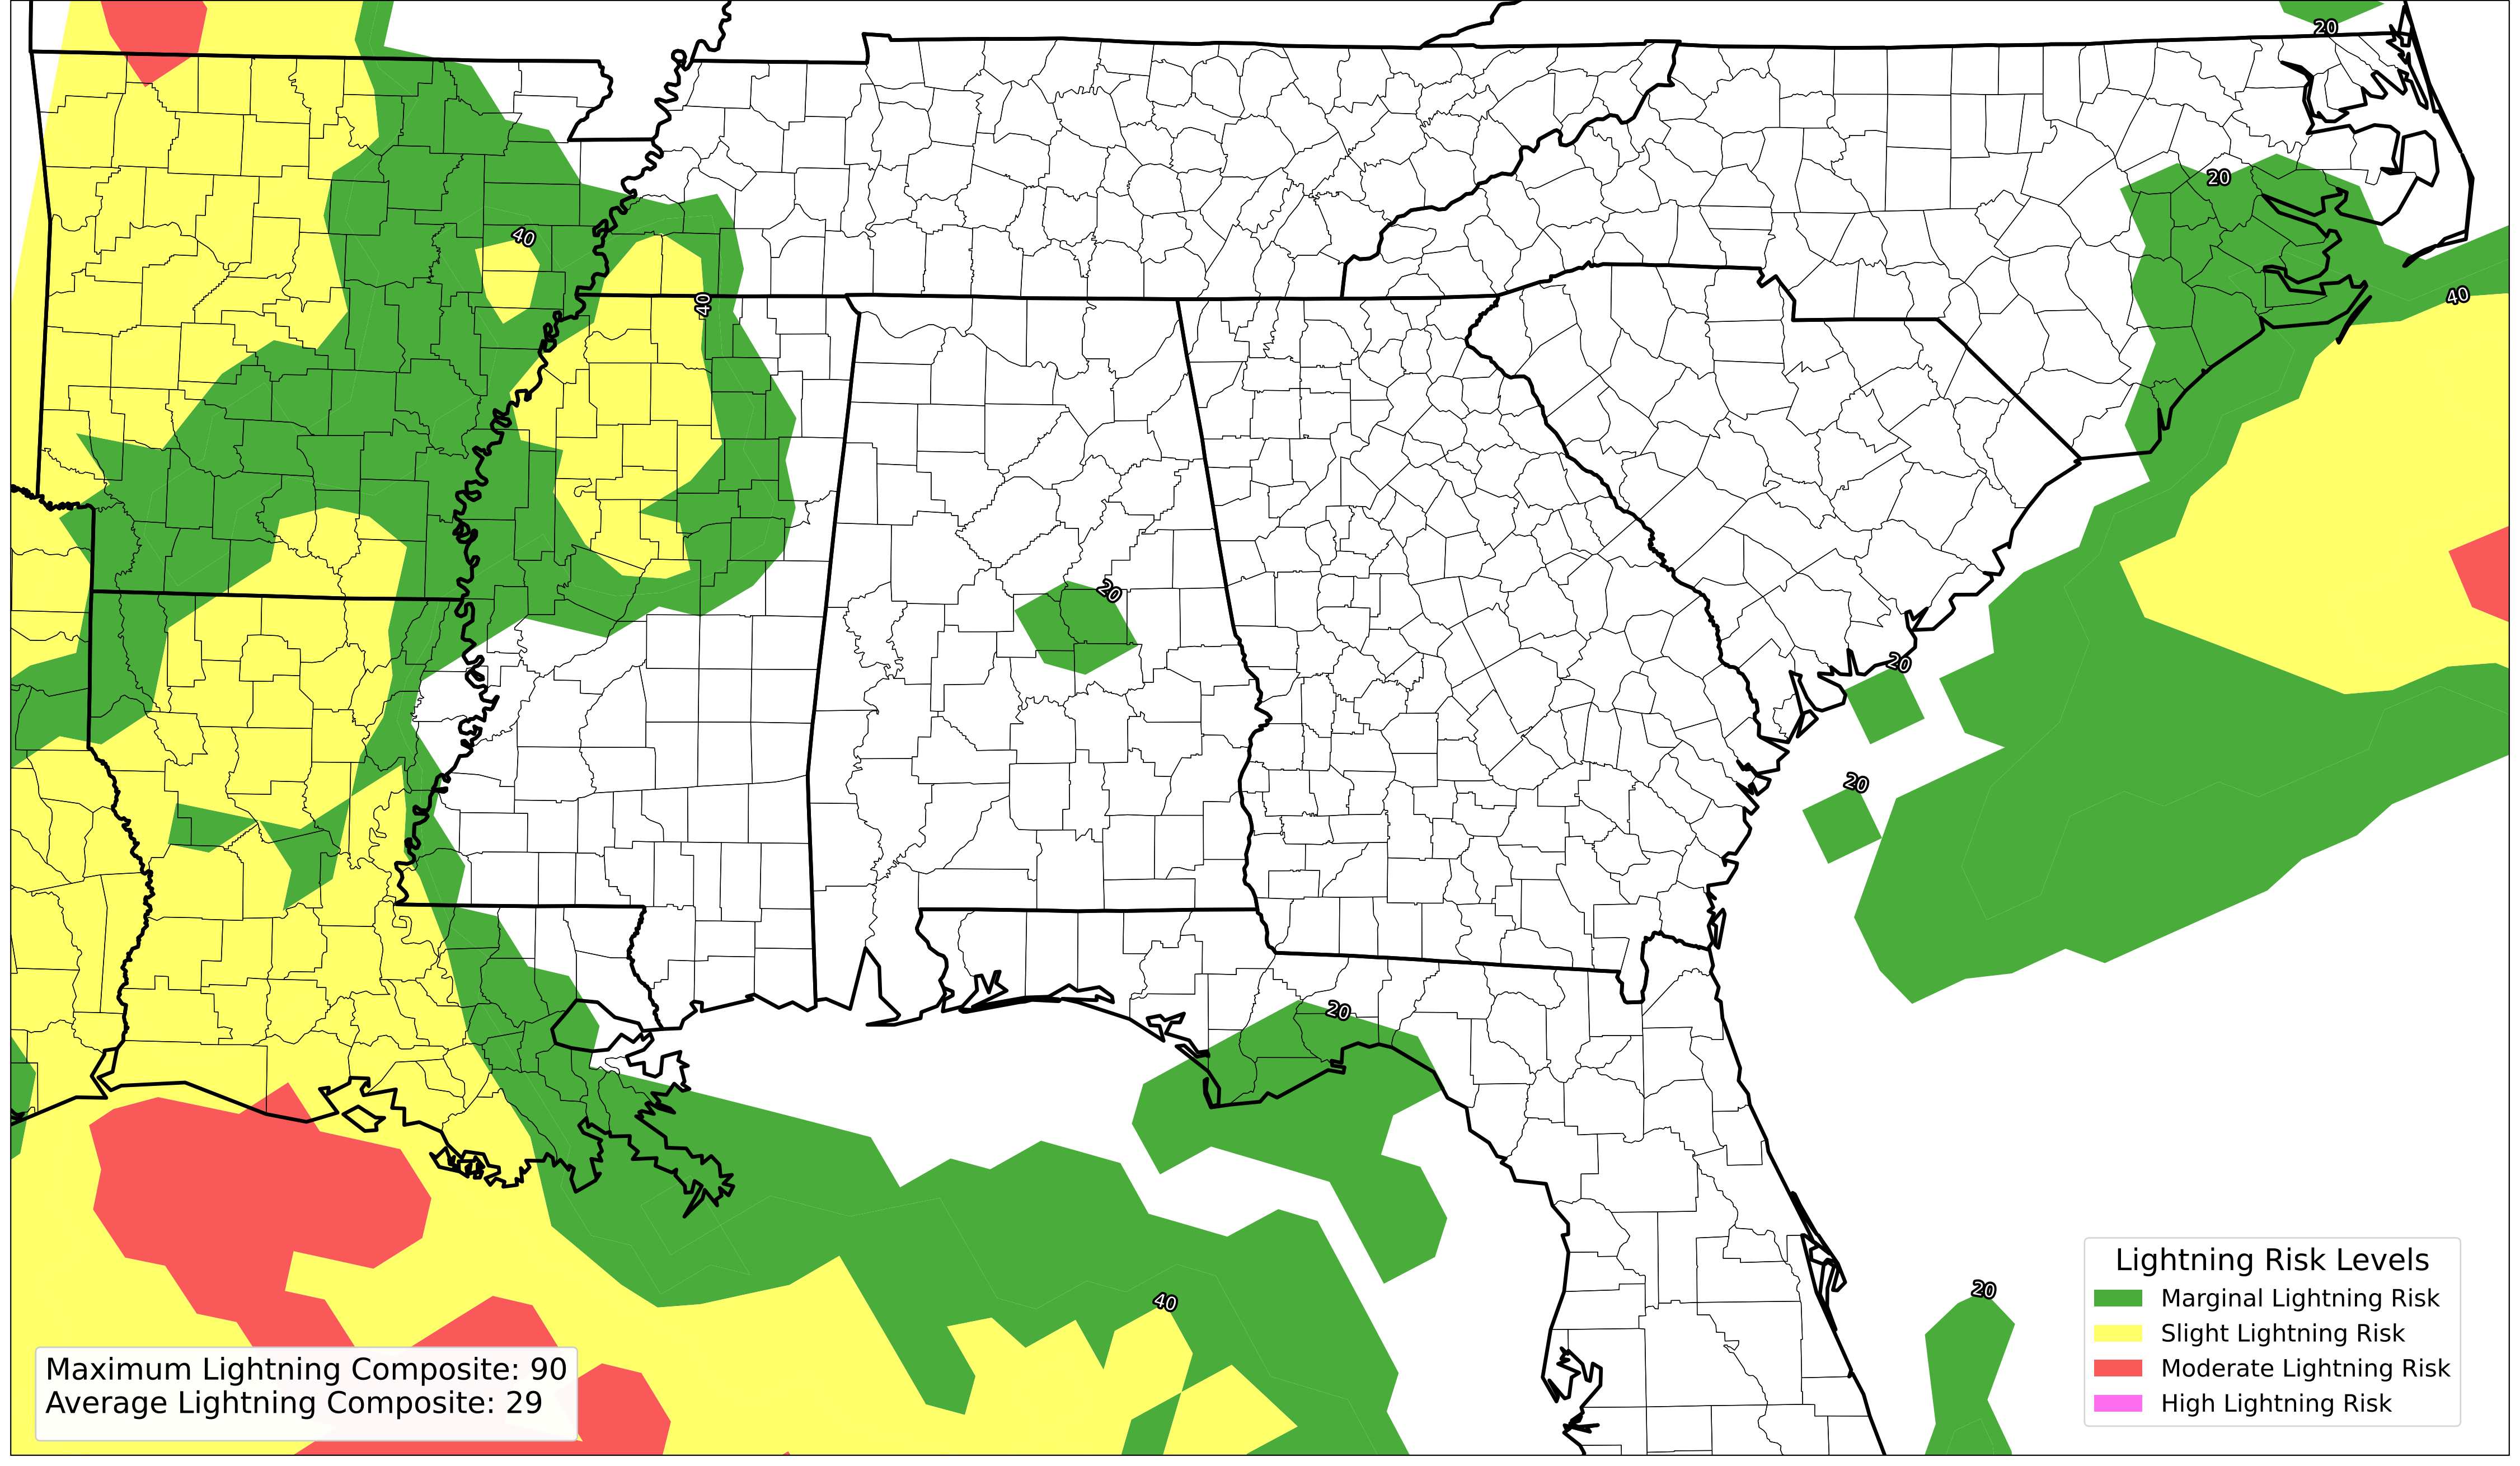 20
20
40
40
40
20
20
20
20
40
20
Lightning Risk Levels
Marginal Lightning Risk
Slight Lightning Risk
Moderate Lightning Risk
High Lightning Risk
Maximum Lightning Composite: 90
Average Lightning Composite: 29